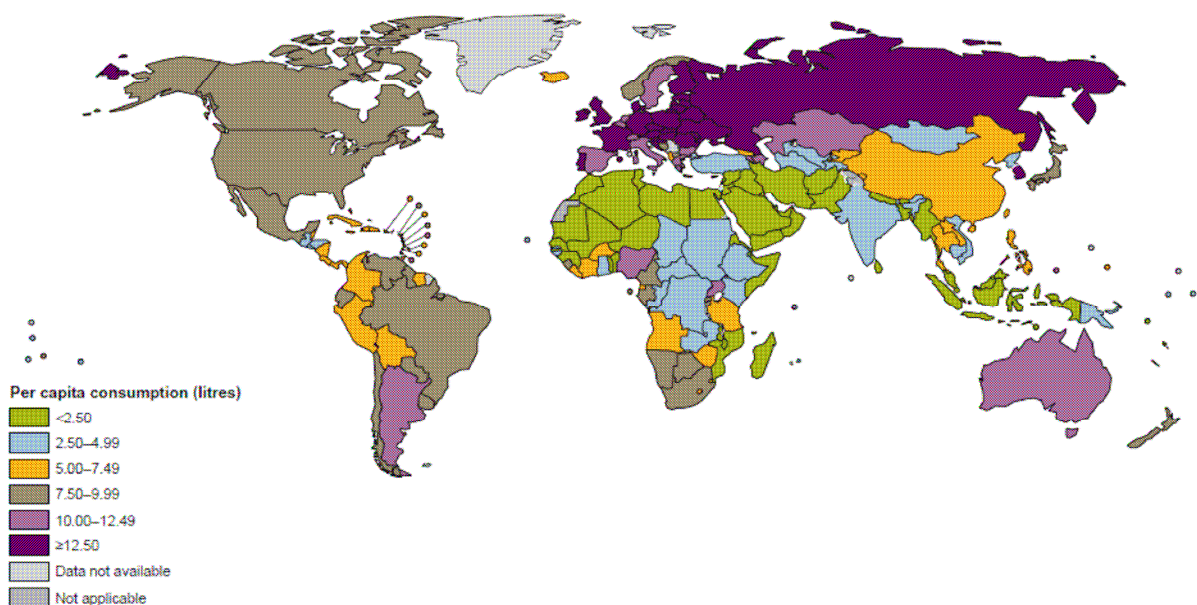 Per capita consumption (litres)
<2.50
2.50–4.99
5.00–7.49
7.50–9.99
10.00–12.49
≥12.50
Data not available
Not applicable